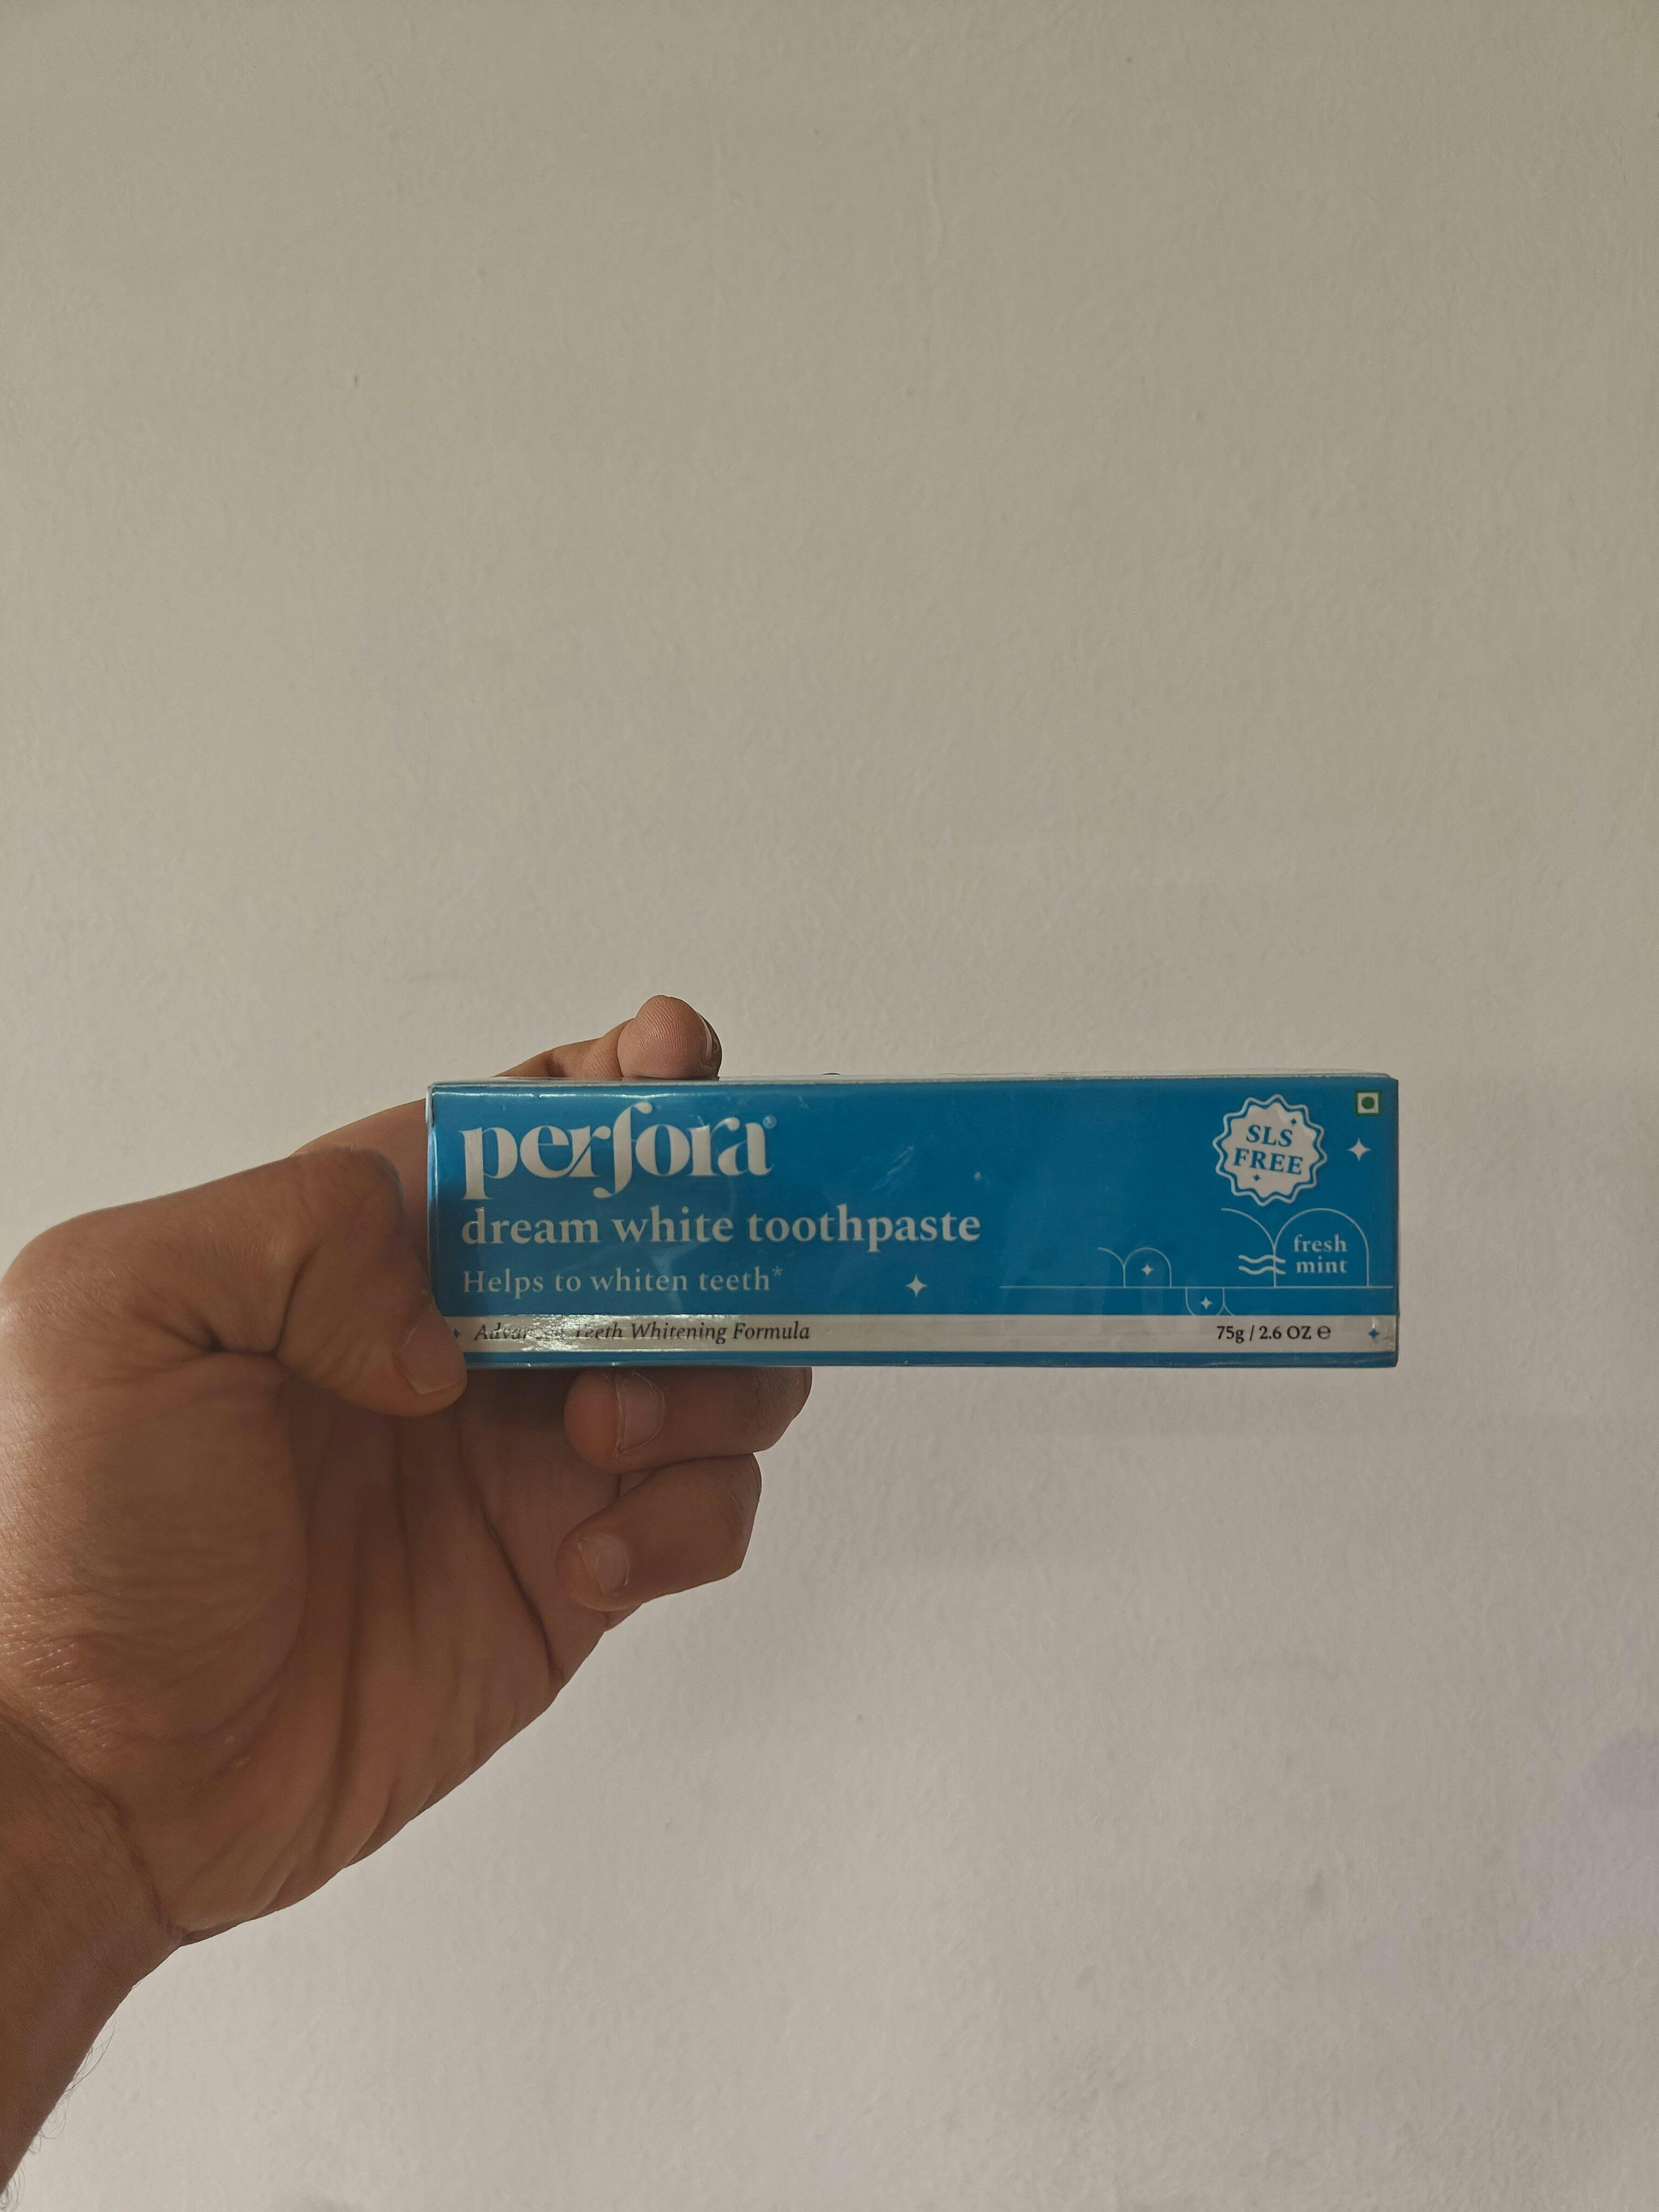 perfora®
dream white toothpaste
Helps to whiten teeth*
Teeth Whitening Formula
SLS
FREE
fresh
mint
75g / 2.6 OZ ℮